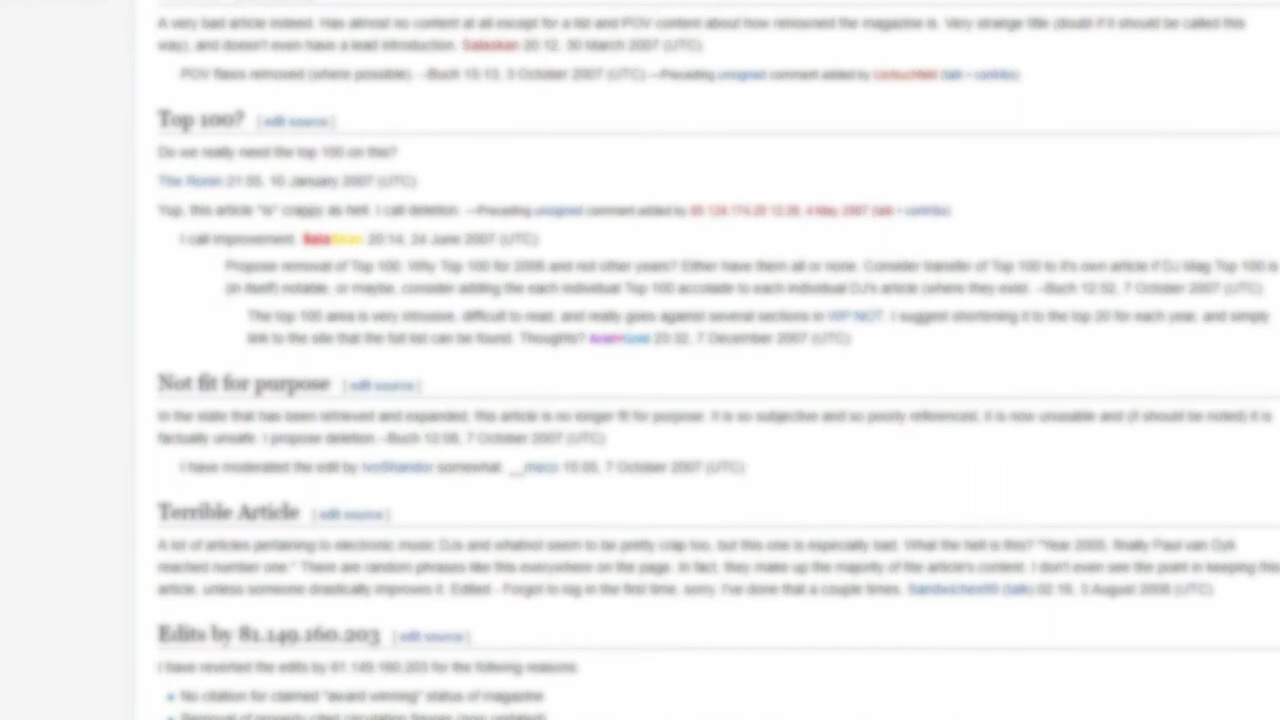 A very bad article indeed. Has almost no content at all except for a list and POV content about how renowned the magazine is. Very strange title (doubt if it should be called this
way), and doesn't even have a lead introduction. Salaskan 20:12, 30 March 2007 (UTC)
POV flaws removed (where possible). --Buch 15:13, 3 October 2007 (UTC) —Preceding unsigned comment added by (talk • contribs)
Top 100? [ edit source ]
Do we really need the top 100 on this?
The Ronin 21:55, 10 January 2007 (UTC)
Yup, this article *is* crappy as hell. I call deletion. —Preceding unsigned comment added by 12:28, 4 May 2007 (talk • contribs)
I call improvement. SalaSkan 20:14, 24 June 2007 (UTC)
Propose removal of Top 100. Why Top 100 for 2006 and not other years? Either have them all or none. Consider transfer of Top 100 to it's own article if DJ Mag Top 100 is
(in itself) notable, or maybe, consider adding the each individual Top 100 accolade to each individual DJ's article (where they exist. --Buch 12:52, 7 October 2007 (UTC)
The top 100 area is very intrusive, difficult to read, and really goes against several sections in WP:NOT. I suggest shortening it to the top 20 for each year, and simply
link to the site that the full list can be found. Thoughts? 23:32, 7 December 2007 (UTC)
Not fit for purpose [ edit source ]
In the state that has been retrieved and expanded, this article is no longer fit for purpose. It is so subjective and so poorly referenced, it is now unusable and (it should be noted) it is
factually unsafe. I propose deletion --Buch 12:08, 7 October 2007 (UTC)
I have moderated the edit by IvoShandor somewhat. __meco 15:05, 7 October 2007 (UTC)
Terrible Article [ edit source ]
A lot of articles pertaining to electronic music DJs and whatnot seem to be pretty crap too, but this one is especially bad. What the hell is this? "Year 2005, finally Paul van Dyk
reached number one." There are random phrases like this everywhere on the page. In fact, they make up the majority of the article's content. I don't even see the point in keeping this
article, unless someone drastically improves it. Edited - Forgot to log in the first time, sorry. I've done that a couple times. Sandwiches99 (talk) 02:16, 3 August 2008 (UTC)
Edits by 81.149.160.203 [ edit source ]
I have reverted the edits by 81.149.160.203 for the following reasons:
No citation for claimed "award winning" status of magazine
Removal of properly cited circulation figures (now updated)